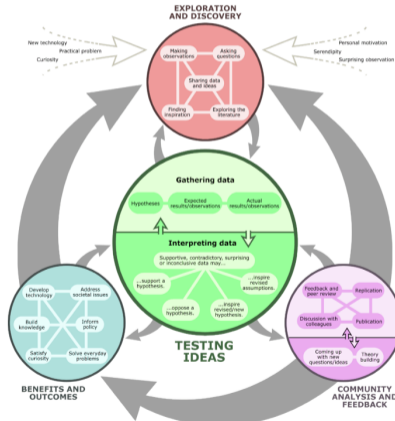 EXPLORATION
AND DISCOVERY
New technology
Practical problem
Curiosity
Personal motivation
Serendipity
Surprising observation
Making
observations
Asking
questions
Sharing data
and ideas
Finding
inspiration
Exploring the
literature
Gathering data
Hypotheses
Expected
results/observations
Actual
results/observations
Interpreting data
Supportive, contradictory, surprising
or inconclusive data may...
...support a
hypothesis.
...oppose a
hypothesis.
...inspire
revised/new hypothesis.
...inspire
revised
assumptions.
TESTING
IDEAS
Develop
technology
Address
societal issues
Build
knowledge
Inform
policy
Satisfy
curiosity
Solve everyday
problems
BENEFITS AND
OUTCOMES
Feedback and
peer review
Replication
Discussion with
colleagues
Publication
Coming up
with new
questions/ideas
Theory
building
COMMUNITY
ANALYSIS AND
FEEDBACK